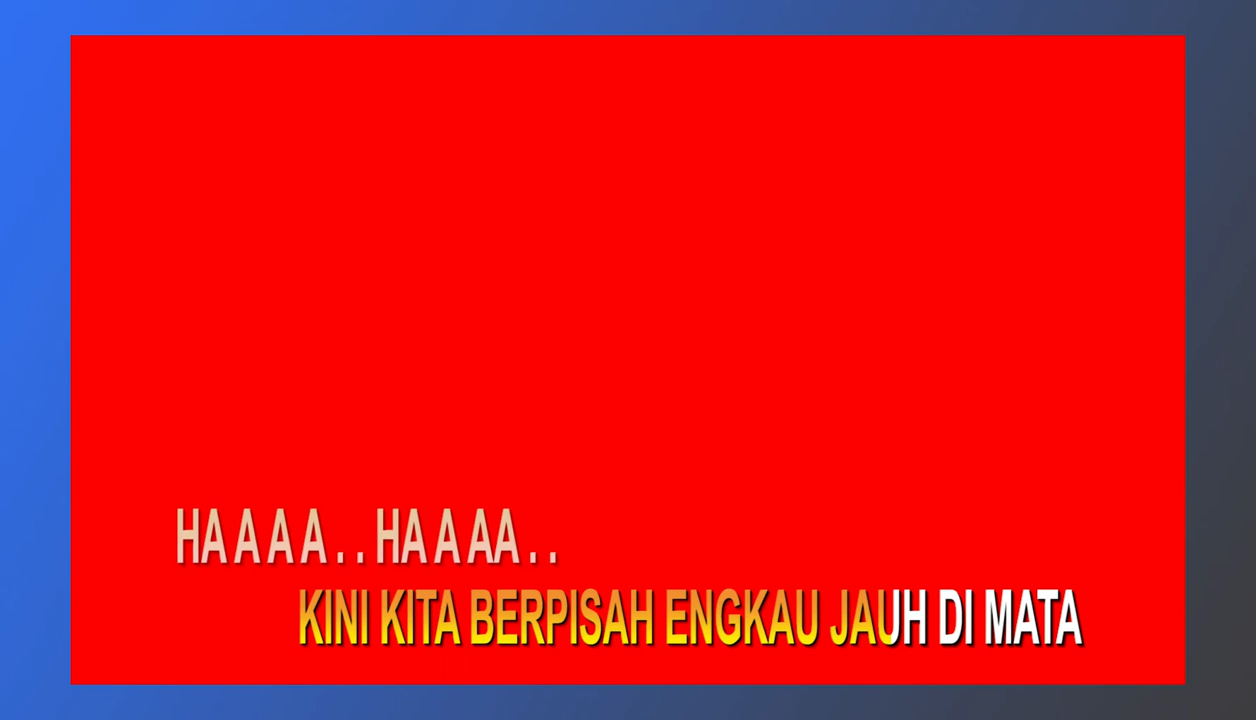 HA A A A . . HA A AA . .
KINI KITA BERPISAH ENGKAU JAUH DI MATA